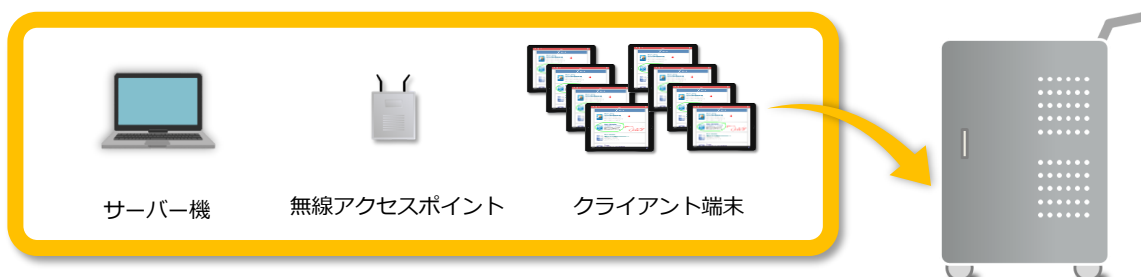 サーバー機
無線アクセスポイント
クライアント端末